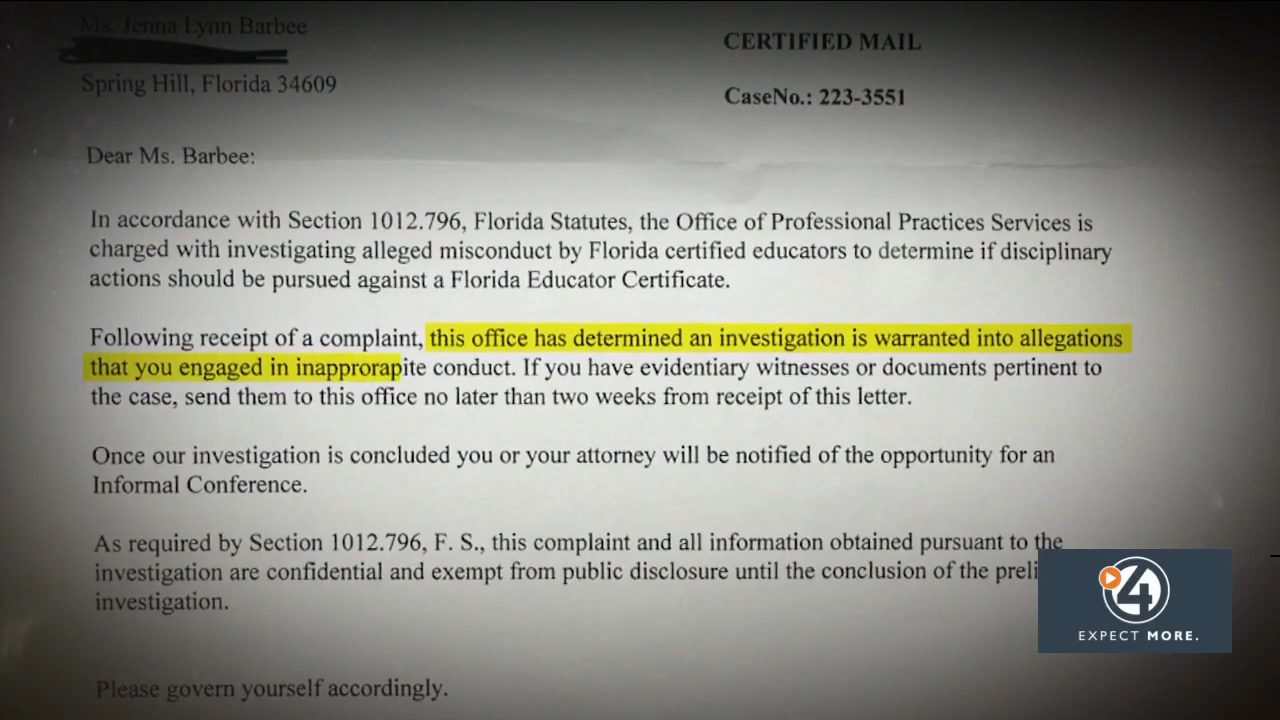 Ms. Jenna Lynn Barbee
CERTIFIED MAIL
Spring Hill, Florida 34609
CaseNo.: 223-3551
Dear Ms. Barbee:
In accordance with Section 1012.796, Florida Statutes, the Office of Professional Practices Services is
charged with investigating alleged misconduct by Florida certified educators to determine if disciplinary
actions should be pursued against a Florida Educator Certificate.
Following receipt of a complaint, this office has determined an investigation is warranted into allegations
that you engaged in inapprorapite conduct. If you have evidentiary witnesses or documents pertinent to
the case, send them to this office no later than two weeks from receipt of this letter.
Once our investigation is concluded you or your attorney will be notified of the opportunity for an
Informal Conference.
As required by Section 1012.796, F. S., this complaint and all information obtained pursuant to the
investigation are confidential and exempt from public disclosure until the conclusion of the preli
investigation.
4
EXPECT MORE.
Please govern yourself accordingly.